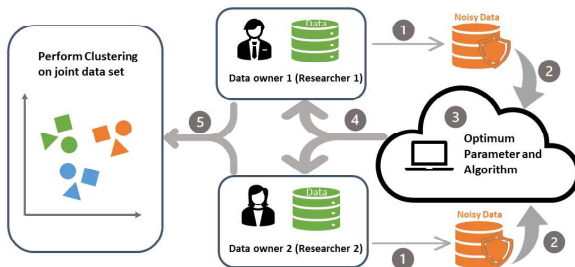 Perform Clustering
on joint data set
Data
Data owner 1 (Researcher 1)
1
Noisy Data
2
5
4
3
Optimum
Parameter and
Algorithm
Data
Data owner 2 (Researcher 2)
1
Noisy Data
2